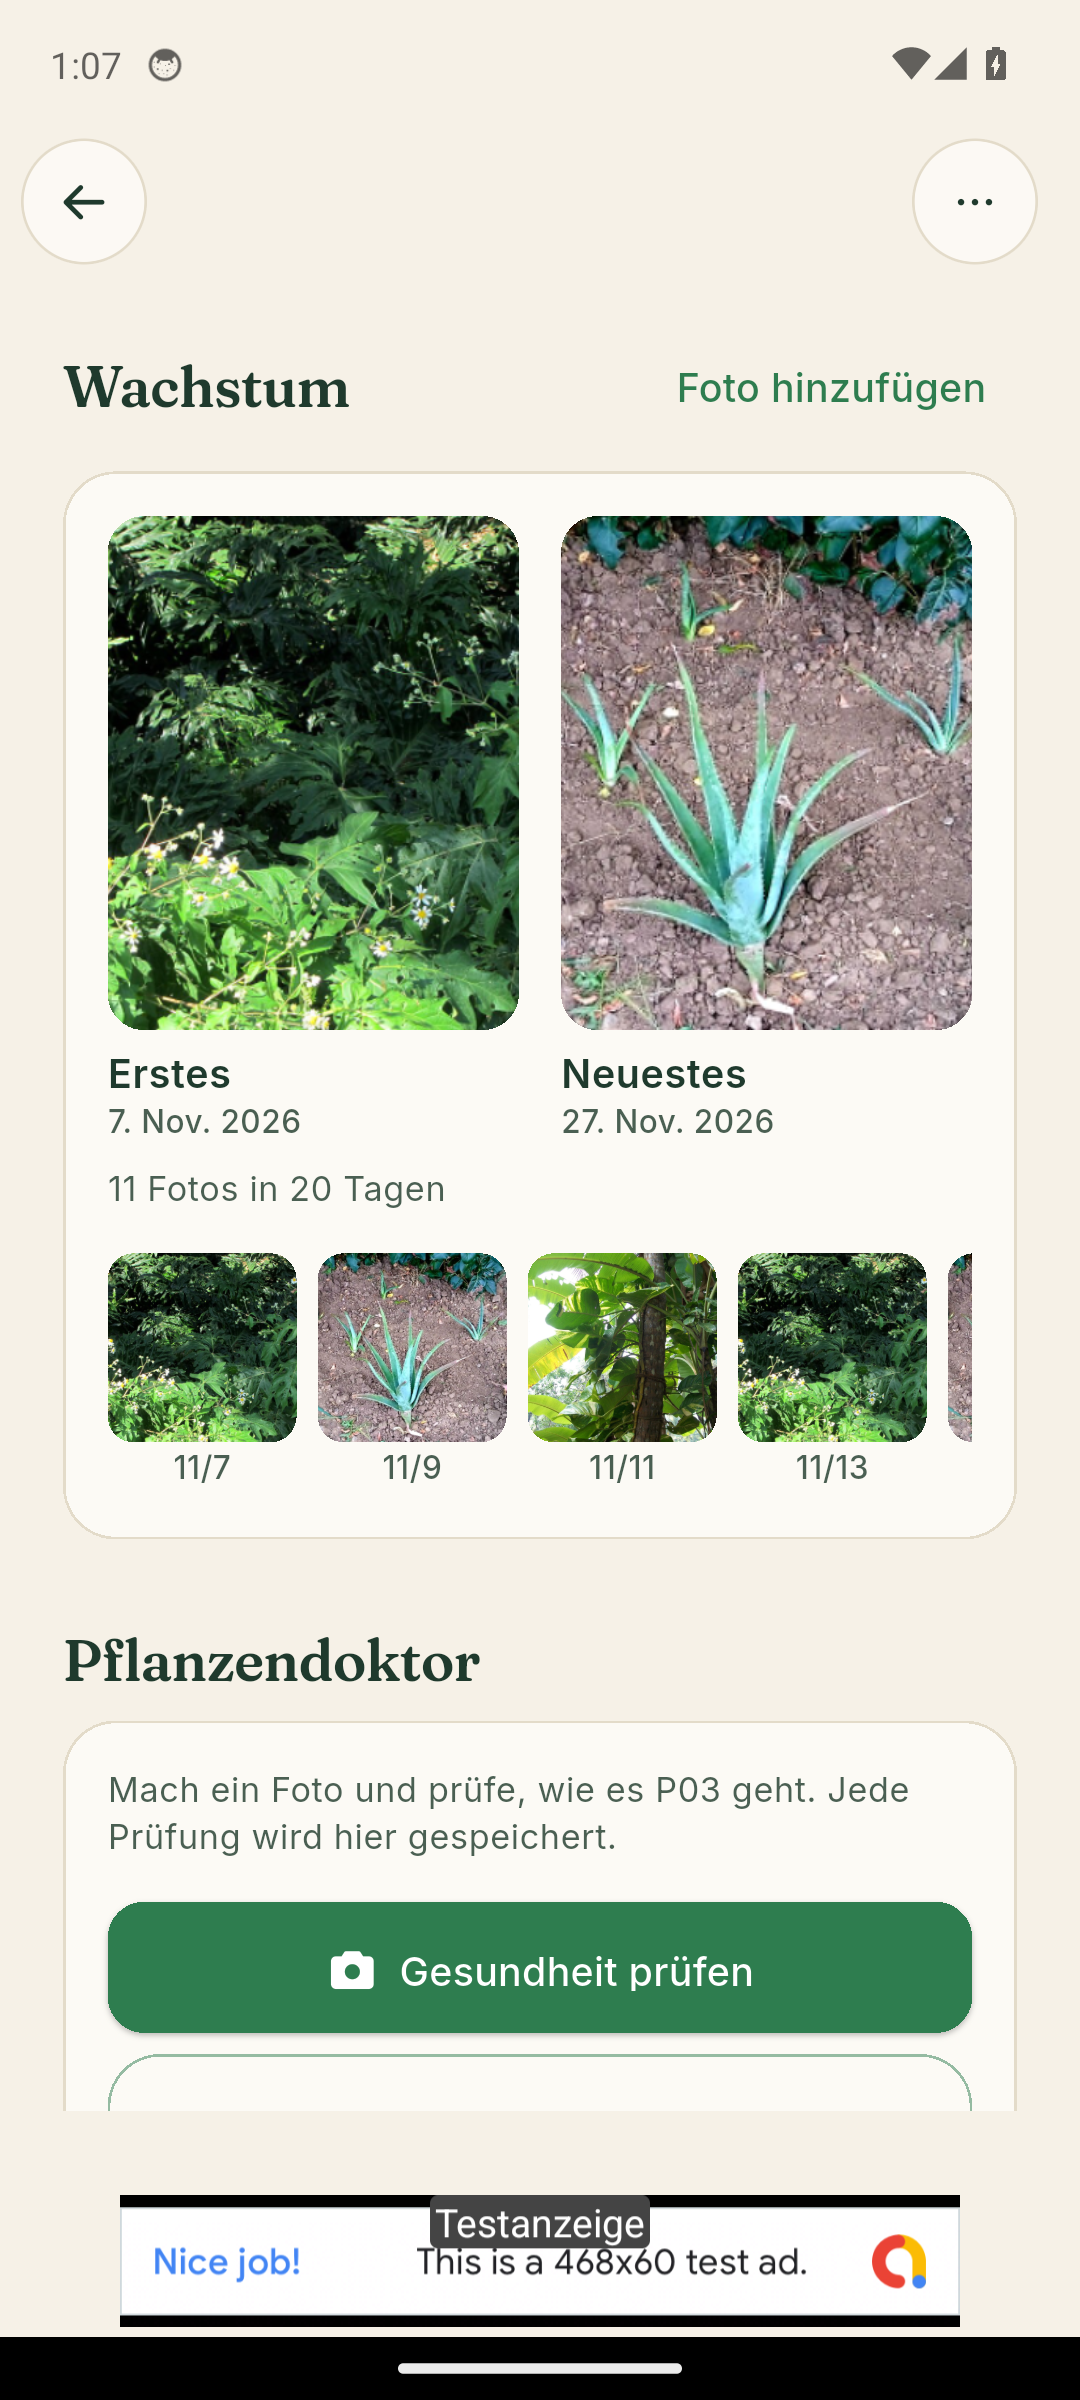 1:07
Wachstum
Foto hinzufügen
Erstes
Neuestes
7. Nov. 2026
27. Nov. 2026
11 Fotos in 20 Tagen
11/7
11/9
11/11
11/13
Pflanzendoktor
Mach ein Foto und prüfe, wie es P03 geht. Jede
Prüfung wird hier gespeichert.
Gesundheit prüfen
Testanzeige
Nice job!
This is a 468x60 test ad.